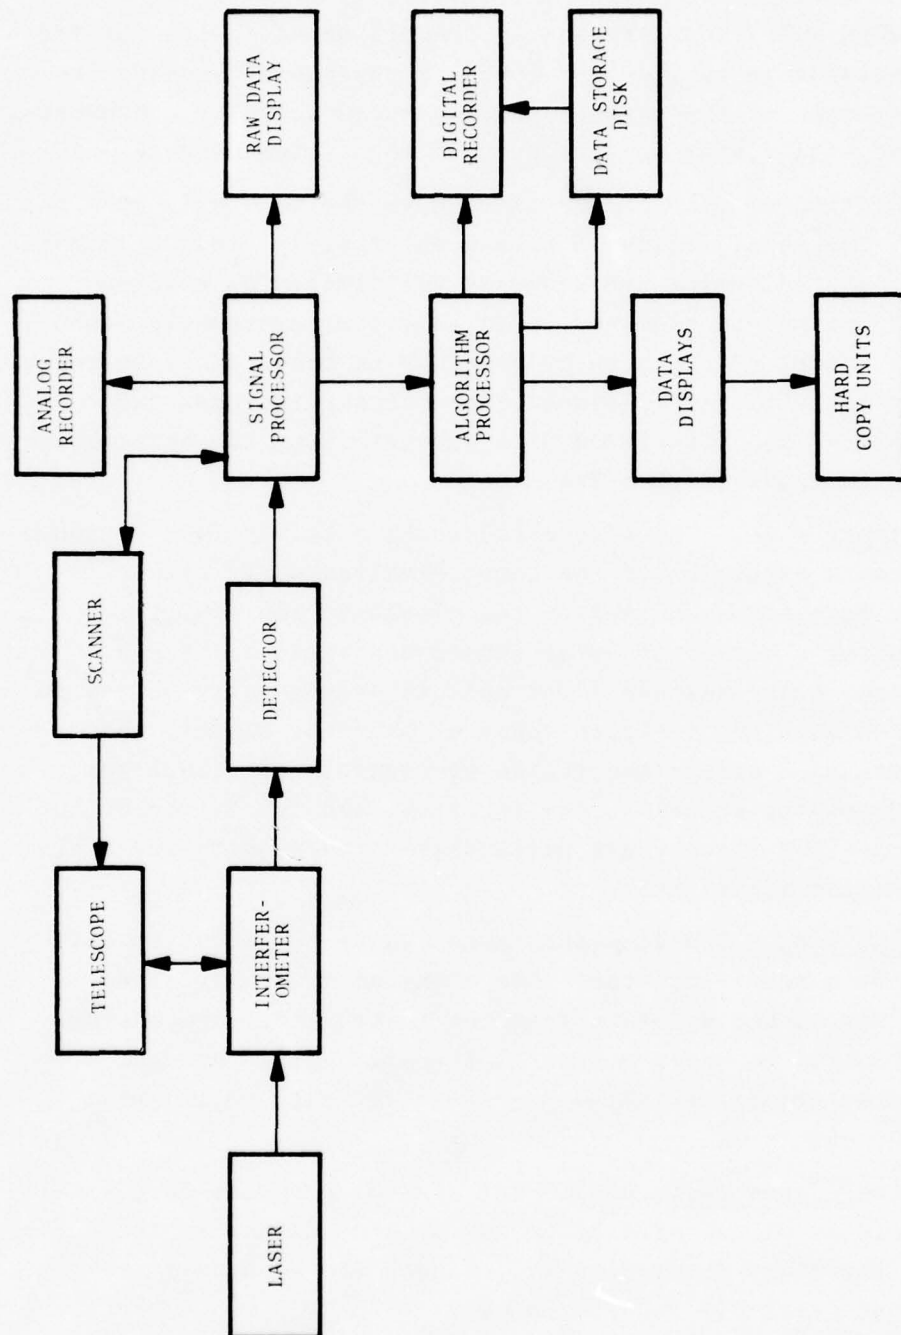 LASER
TELESCOPE
INTERFER-
OMETER
SCANNER
DETECTOR
ANALOG
RECORDER
SIGNAL
PROCESSOR
RAW DATA
DISPLAY
ALGORITHM
PROCESSOR
DIGITAL
RECORDER
DATA STORAGE
DISK
DATA
DISPLAYS
HARD
COPY UNITS